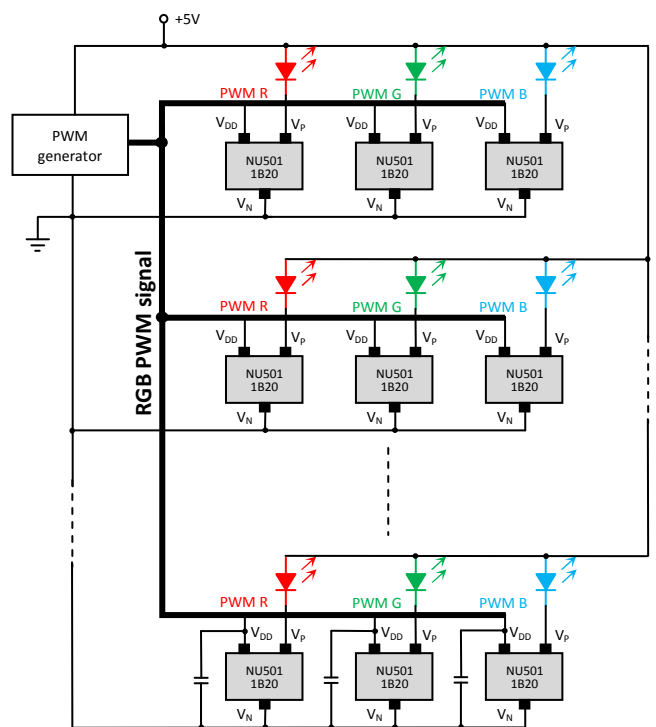 +5V
PWM R
PWM G
PWM B
PWM
generator
VDD
VP
VDD
VP
VDD
VP
NU501
1B20
NU501
1B20
NU501
1B20
VN
VN
VN
RGB PWM signal
PWM R
PWM G
PWM B
VDD
VP
VDD
VP
VDD
VP
NU501
1B20
NU501
1B20
NU501
1B20
VN
VN
VN
PWM R
PWM G
PWM B
VDD
VP
VDD
VP
VDD
VP
NU501
1B20
NU501
1B20
NU501
1B20
VN
VN
VN